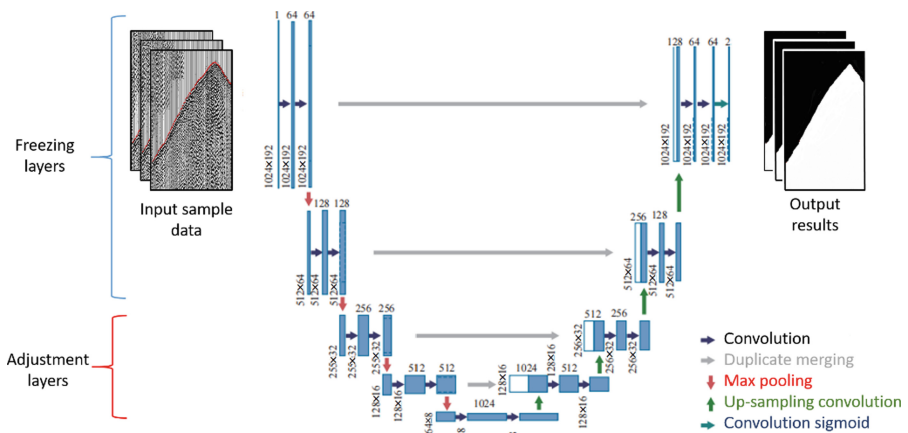 Freezing
layers
Adjustment
layers
Input sample
data
1 64 64
1024×192
1024×192
1024×192
128 128
512×64
512×64
512×64
256 256
255×32
255×32
255×32
512 512
128×16
128×16
1024
64×8
1024
128×16
128×16
512
128×16
512 256
256×32
256×32
256×32
256 128
512×64
512×64
512×64
128 64 64 2
1024×192
1024×192
1024×192
1024×192
Output
results
Convolution
Duplicate merging
Max pooling
Up-sampling convolution
Convolution sigmoid